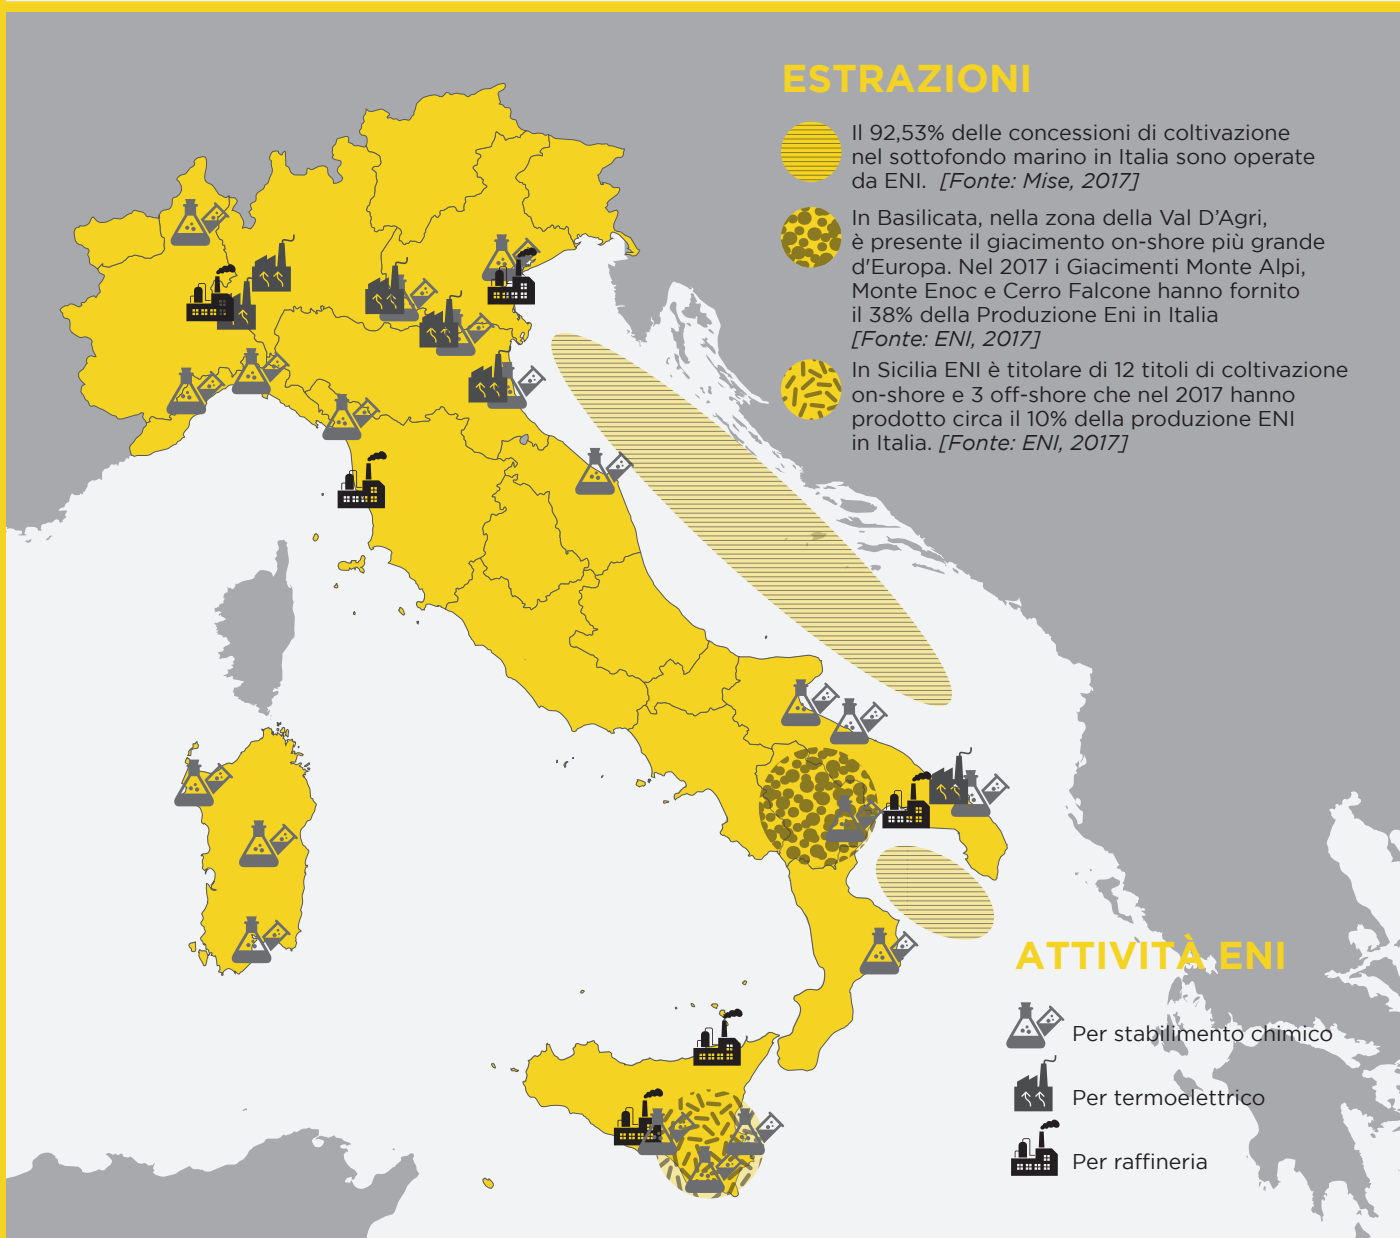 ESTRAZIONI
Il 92,53% delle concessioni di coltivazione
nel sottofondo marino in Italia sono operate
da ENI. [Fonte: Mise, 2017]
In Basilicata, nella zona della Val D’Agri,
è presente il giacimento on-shore più grande
d'Europa. Nel 2017 i Giacimenti Monte Alpi,
Monte Enoc e Cerro Falcone hanno fornito
il 38% della Produzione Eni in Italia
[Fonte: ENI, 2017]
In Sicilia ENI è titolare di 12 titoli di coltivazione
on-shore e 3 off-shore che nel 2017 hanno
prodotto circa il 10% della produzione ENI
in Italia. [Fonte: ENI, 2017]
ATTIVITÀ ENI
Per stabilimento chimico
Per termoelettrico
Per raffineria